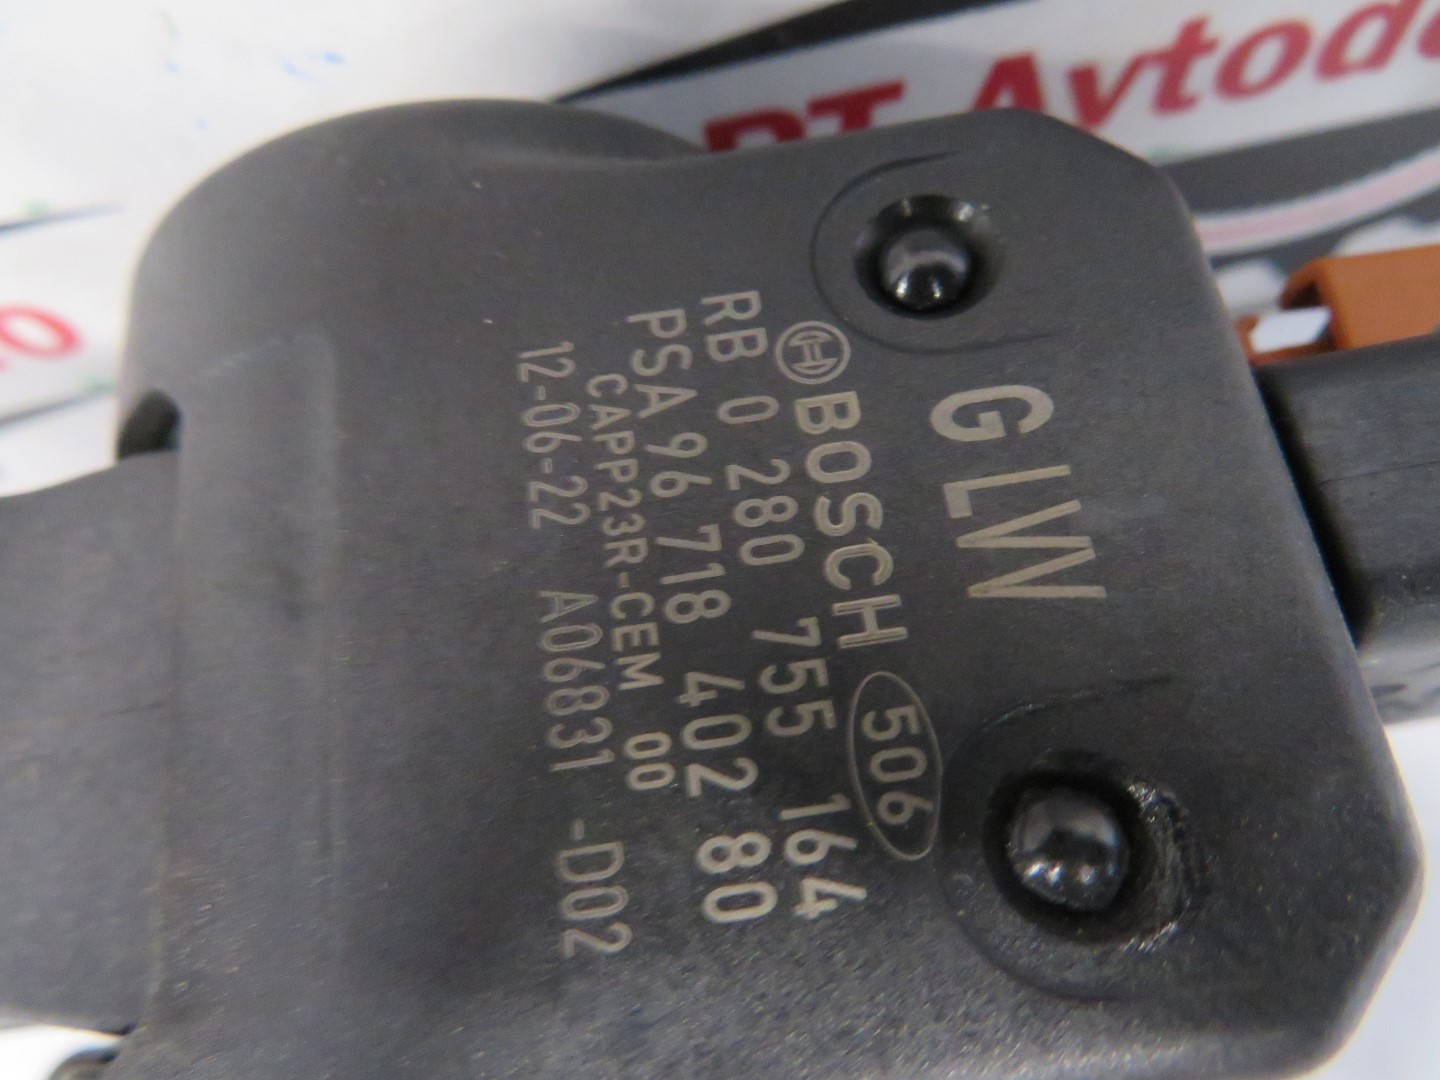 GLW
BOSCH 506
RB 0 280 755 164
PSA 96 718 402 80
CAPP23R-CEM 00
12-06-22 A06831 -D02